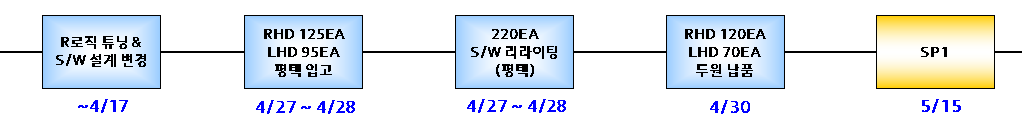 R로직 튜닝 &
S/W 설계 변경
~4/17
RHD 125EA
LHD 95EA
평택 입고
4/27 ~ 4/28
220EA
S/W 리라이팅
(평택)
4/27 ~ 4/28
RHD 120EA
LHD 70EA
두원 납품
4/30
SP1
5/15